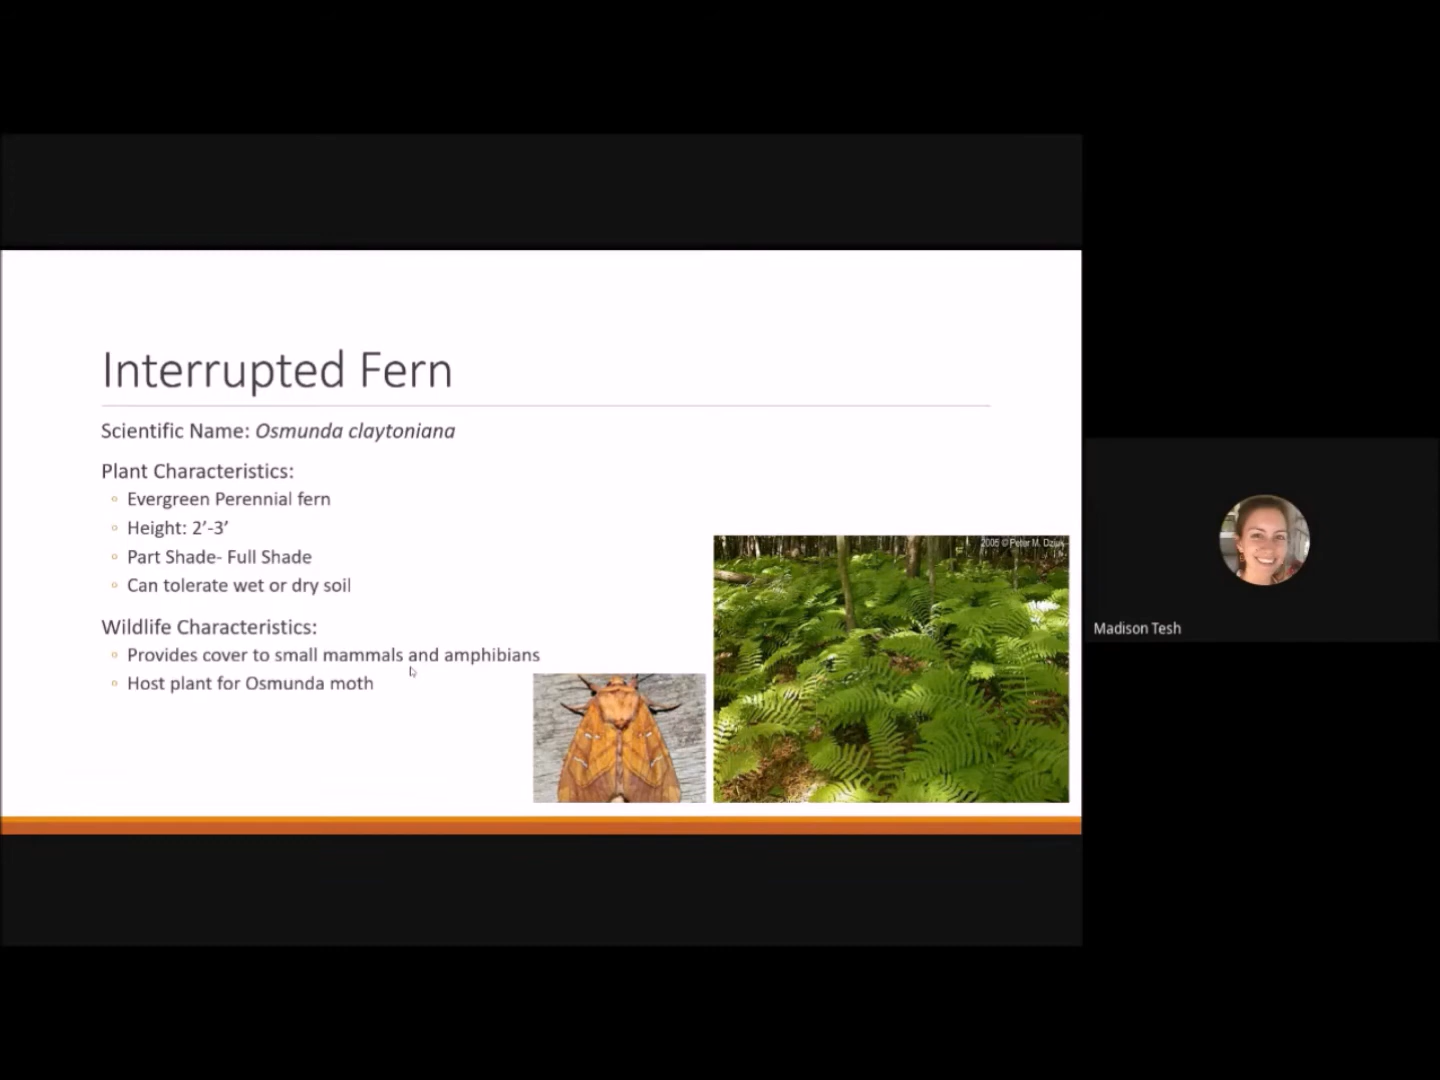 Interrupted Fern
Scientific Name: Osmunda claytoniana
Plant Characteristics:
◦ Evergreen Perennial fern
◦ Height: 2’-3’
◦ Part Shade- Full Shade
◦ Can tolerate wet or dry soil
Wildlife Characteristics:
◦ Provides cover to small mammals and amphibians
◦ Host plant for Osmunda moth
2005 © Peter M.
Madison Tesh